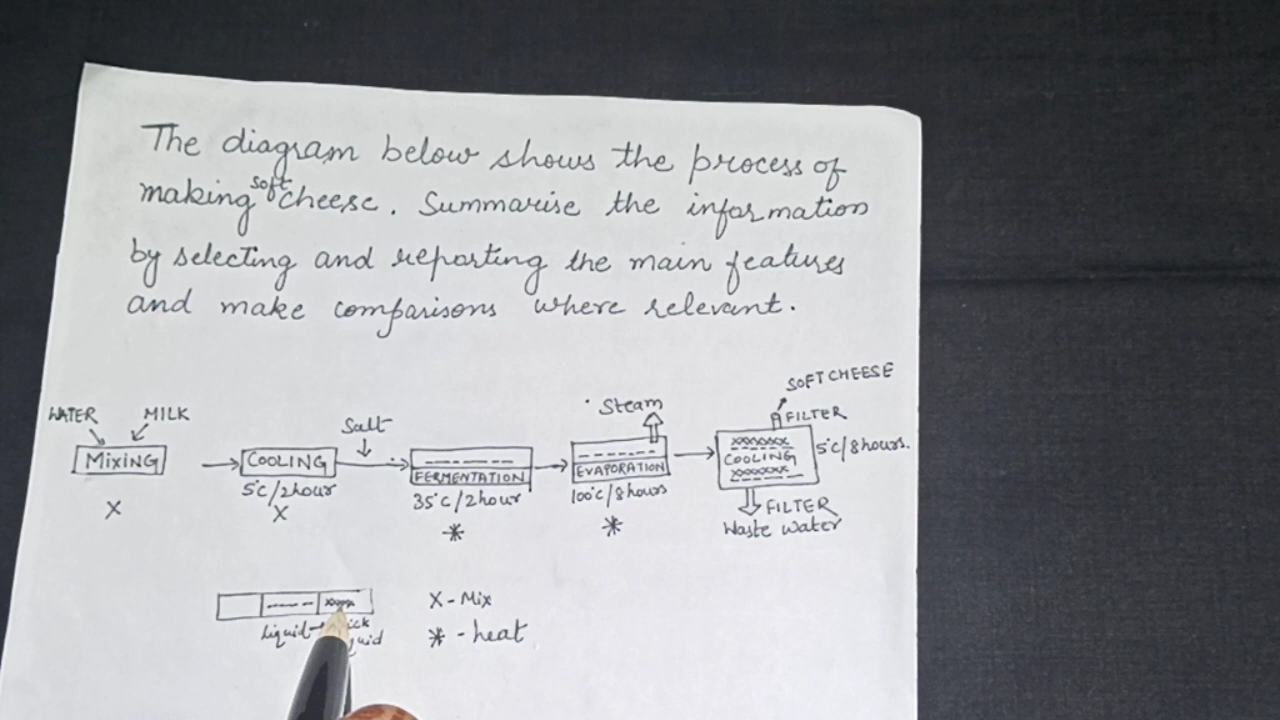 The diagram below shows the process of
making soft cheese. Summarise the information
by selecting and reporting the main features
and make comparisons where relevant.
SOFT CHEESE
Steam
WATER MILK Salt FILTER
MIXING COOLING FERMENTATION EVAPORATION COOLING 5°C/8hours.
5°C/2hour 35°C/2hour 100°C/8hours
X X * * FILTER
Waste water
X - Mix
liquid
* - heat